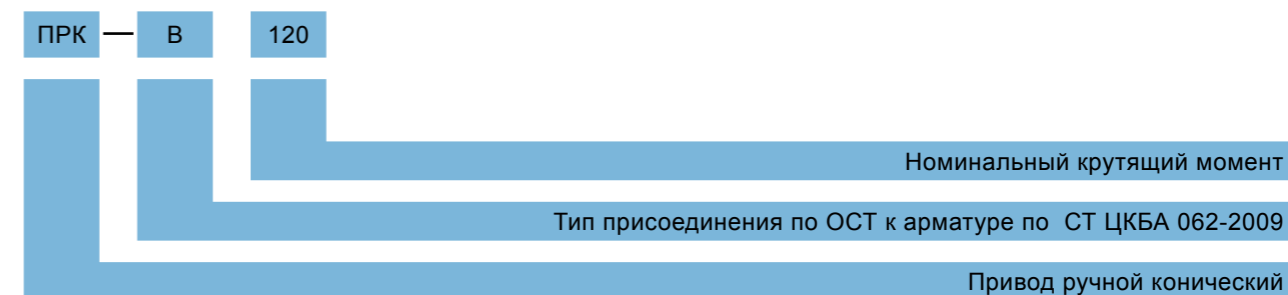 ПРК — В 120
Номинальный крутящий момент
Тип присоединения по ОСТ к арматуре по СТ ЦКБА 062-2009
Привод ручной конический